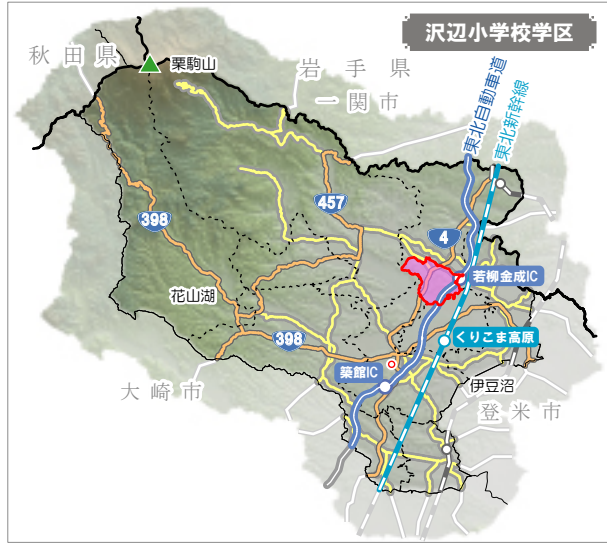 沢辺小学校学区
秋田県
栗駒山
岩手県
一関市
東北自動車道
東北新幹線
457
398
4
若柳金成IC
花山湖
398
くりこま高原
築館IC
伊豆沼
大崎市
登米市